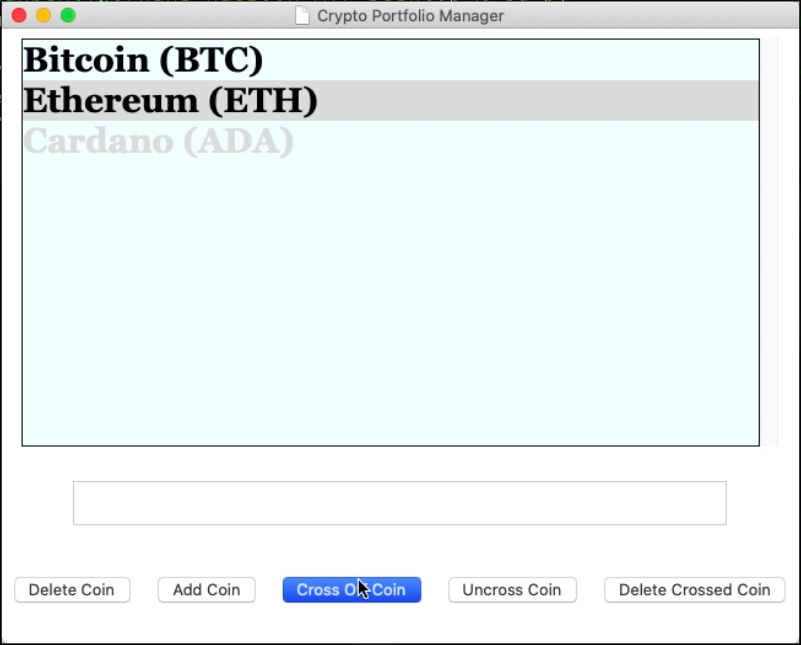 Crypto Portfolio Manager
Bitcoin (BTC)
Ethereum (ETH)
Cardano (ADA)
Delete Coin Add Coin Cross Off Coin Uncross Coin Delete Crossed Coin